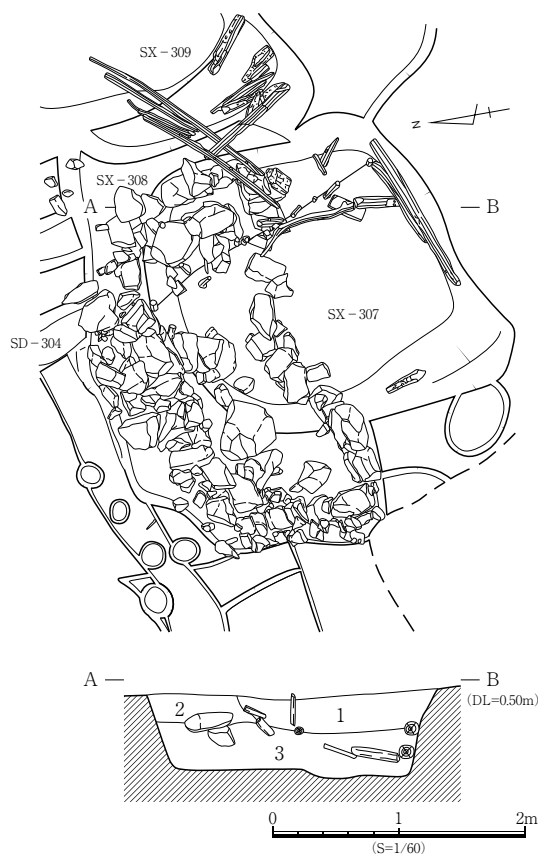 SX－309
N
SX－308
A B
SX－307
SD－304
A B
(DL=0.50m)
2 1
3
0 1 2m
(S=1/60)